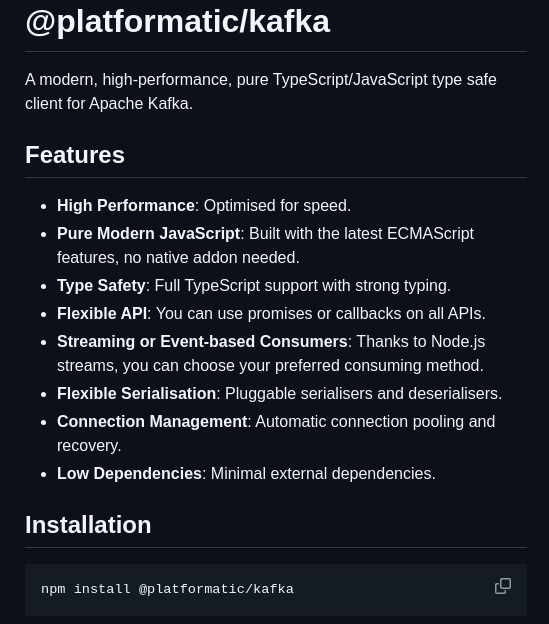 @platformatic/kafka
A modern, high-performance, pure TypeScript/JavaScript type safe
client for Apache Kafka.
Features
• High Performance: Optimised for speed.
• Pure Modern JavaScript: Built with the latest ECMAScript
features, no native addon needed.
• Type Safety: Full TypeScript support with strong typing.
• Flexible API: You can use promises or callbacks on all APIs.
• Streaming or Event-based Consumers: Thanks to Node.js
streams, you can choose your preferred consuming method.
• Flexible Serialisation: Pluggable serialisers and deserialisers.
• Connection Management: Automatic connection pooling and
recovery.
• Low Dependencies: Minimal external dependencies.
Installation
npm install @platformatic/kafka